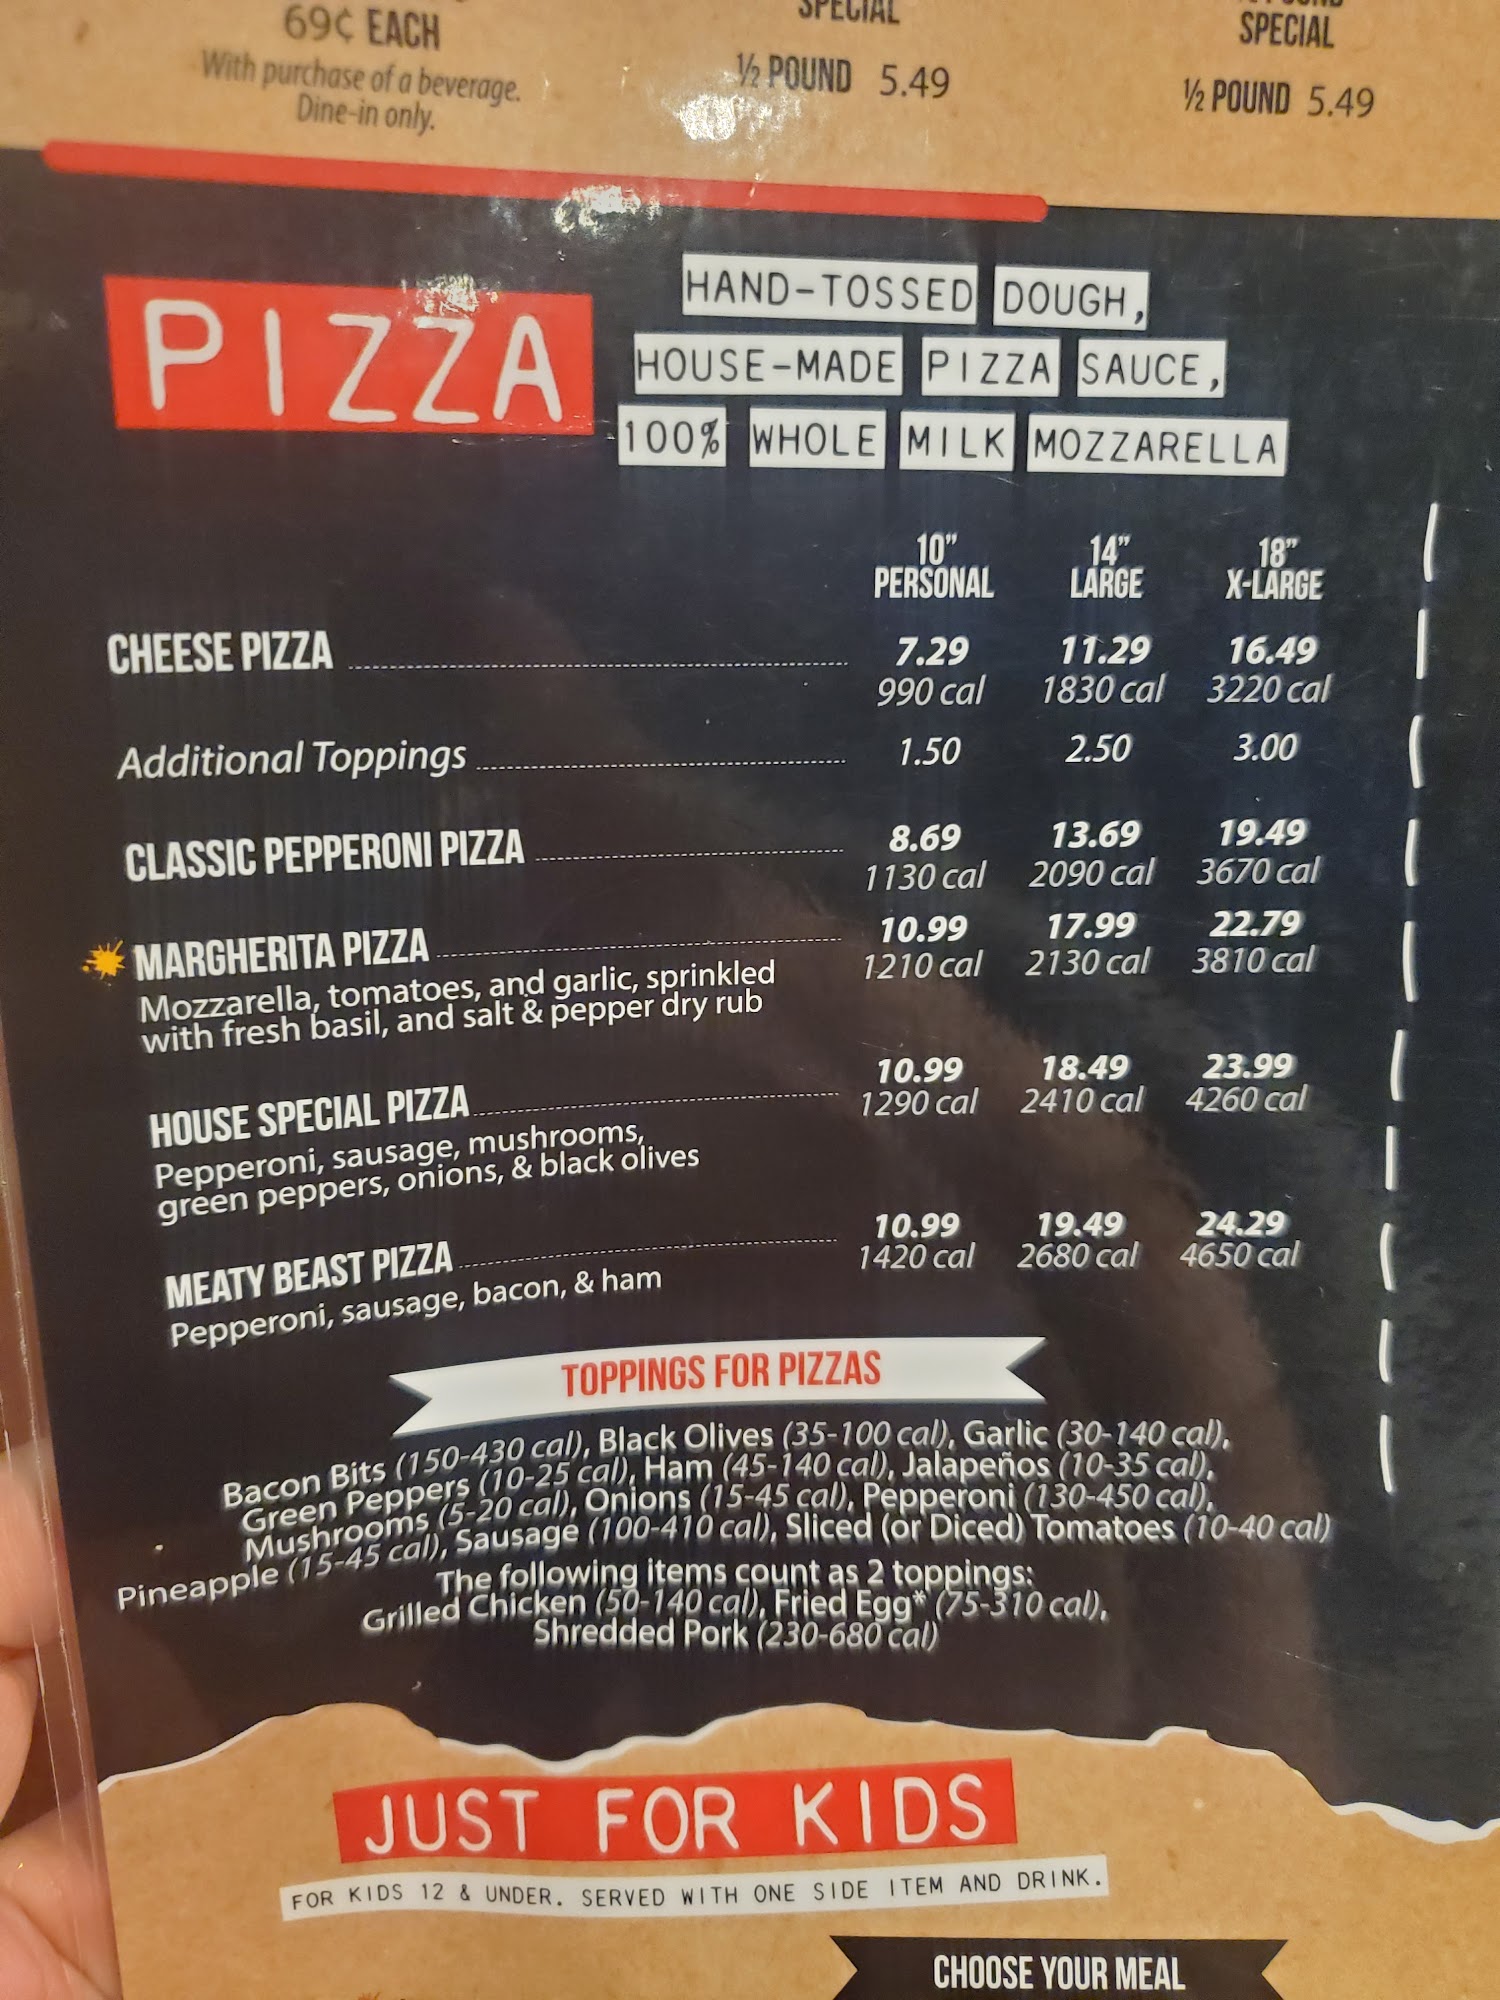 69¢ EACH
With purchase of a beverage.
Dine-in only.
SPECIAL
½ POUND 5.49
SPECIAL
½ POUND 5.49
PIZZA
HAND-TOSSED DOUGH,
HOUSE-MADE PIZZA SAUCE,
100% WHOLE MILK MOZZARELLA
10" 14" 18"
PERSONAL LARGE X-LARGE
CHEESE PIZZA 7.29 11.29 16.49
990 cal 1830 cal 3220 cal
Additional Toppings 1.50 2.50 3.00
CLASSIC PEPPERONI PIZZA 8.69 13.69 19.49
1130 cal 2090 cal 3670 cal
MARGHERITA PIZZA 10.99 17.99 22.79
1210 cal 2130 cal 3810 cal
Mozzarella, tomatoes, and garlic, sprinkled
with fresh basil, and salt & pepper dry rub
HOUSE SPECIAL PIZZA 10.99 18.49 23.99
1290 cal 2410 cal 4260 cal
Pepperoni, sausage, mushrooms,
green peppers, onions, & black olives
MEATY BEAST PIZZA 10.99 19.49 24.29
1420 cal 2680 cal 4650 cal
Pepperoni, sausage, bacon, & ham
TOPPINGS FOR PIZZAS
Bacon Bits (150-430 cal), Black Olives (35-100 cal), Garlic (30-140 cal),
Green Peppers (10-25 cal), Ham (45-140 cal), Jalapeños (10-35 cal),
Mushrooms (5-20 cal), Onions (15-45 cal), Pepperoni (130-450 cal),
Pineapple (15-45 cal), Sausage (100-410 cal), Sliced (or Diced) Tomatoes (10-40 cal)
The following items count as 2 toppings:
Grilled Chicken (50-140 cal), Fried Egg* (75-310 cal),
Shredded Pork (230-680 cal)
JUST FOR KIDS
FOR KIDS 12 & UNDER. SERVED WITH ONE SIDE ITEM AND DRINK.
CHOOSE YOUR MEAL